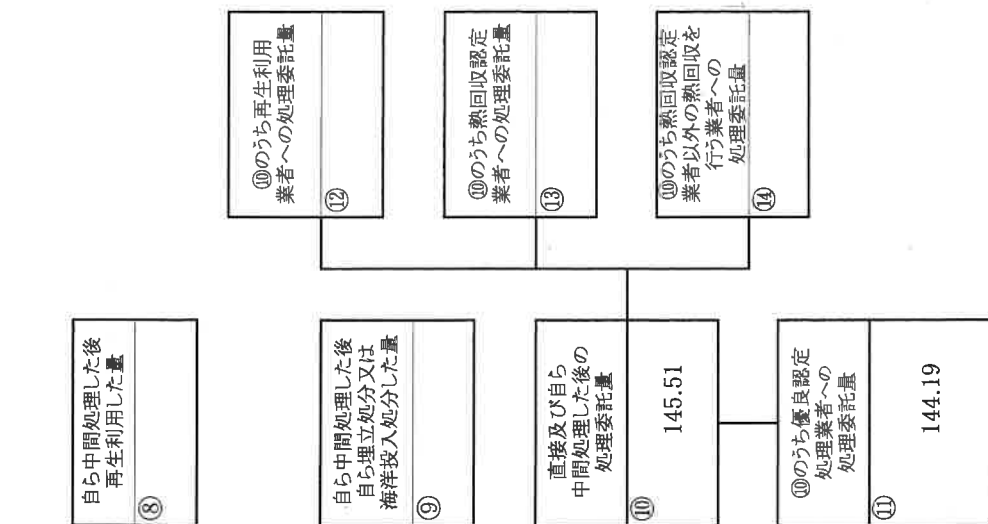 自ら中間処理した後
再生利用した量
⑧
自ら中間処理した後
自ら埋立処分又は
海洋投入処分した量
⑨
直接及び自ら
中間処理した後の
処理委託量
⑩
145.51
⑩のうち優良認定
処理業者への
処理委託量
⑪
144.19
⑩のうち再生利用
業者への処理委託量
⑫
⑩のうち熱回収認定
業者への処理委託量
⑬
⑩のうち熱回収認定
業者以外の熱回収を
行う業者への
処理委託量
⑭